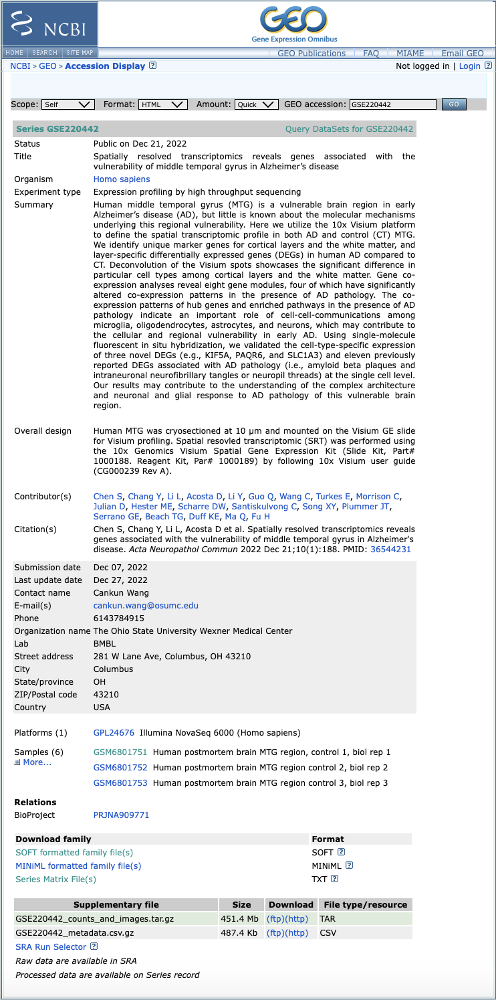 NCBI
GEO
Gene Expression Omnibus
HOME SEARCH SITE MAP
GEO Publications FAQ MIAME Email GEO
NCBI > GEO > Accession Display ?
Not logged in | Login ?
Scope: Self Format: HTML Amount: Quick GEO accession: GSE220442 GO
Series GSE220442 Query DataSets for GSE220442
Status Public on Dec 21, 2022
Title Spatially resolved transcriptomics reveals genes associated with the
vulnerability of middle temporal gyrus in Alzheimer’s disease
Organism Homo sapiens
Experiment type Expression profiling by high throughput sequencing
Summary Human middle temporal gyrus (MTG) is a vulnerable brain region in early
Alzheimer’s disease (AD), but little is known about the molecular mechanisms
underlying this regional vulnerability. Here we utilize the 10x Visium platform
to define the spatial transcriptomic profile in both AD and control (CT) MTG.
We identify unique marker genes for cortical layers and the white matter, and
layer-specific differentially expressed genes (DEGs) in human AD compared to
CT. Deconvolution of the Visium spots showcases the significant difference in
particular cell types among cortical layers and the white matter. Gene co-
expression analyses reveal eight gene modules, four of which have significantly
altered co-expression patterns in the presence of AD pathology. The co-
expression patterns of hub genes and enriched pathways in the presence of AD
pathology indicate an important role of cell-cell-communications among
microglia, oligodendrocytes, astrocytes, and neurons, which may contribute to
the cellular and regional vulnerability in early AD. Using single-molecule
fluorescent in situ hybridization, we validated the cell-type-specific expression
of three novel DEGs (e.g., KIF5A, PAQR6, and SLC1A3) and eleven previously
reported DEGs associated with AD pathology (i.e., amyloid beta plaques and
intraneuronal neurofibrillary tangles or neuropil threads) at the single cell level.
Our results may contribute to the understanding of the complex architecture
and neuronal and glial response to AD pathology of this vulnerable brain
region.
Overall design Human MTG was cryosectioned at 10 μm and mounted on the Visium GE slide
for Visium profiling. Spatial resovled transcriptomic (SRT) was performed using
the 10x Genomics Visium Spatial Gene Expression Kit (Slide Kit, Part#
1000188. Reagent Kit, Par# 1000189) by following 10x Visium user guide
(CG000239 Rev A).
Contributor(s) Chen S, Chang Y, Li L, Acosta D, Li Y, Guo Q, Wang C, Turkes E, Morrison C,
Julian D, Hester ME, Scharre DW, Santiskulvong C, Song XY, Plummer JT,
Serrano GE, Beach TG, Duff KE, Ma Q, Fu H
Citation(s) Chen S, Chang Y, Li L, Acosta D et al. Spatially resolved transcriptomics reveals
genes associated with the vulnerability of middle temporal gyrus in Alzheimer's
disease. Acta Neuropathol Commun 2022 Dec 21;10(1):188. PMID: 36544231
Submission date Dec 07, 2022
Last update date Dec 27, 2022
Contact name Cankun Wang
E-mail(s) cankun.wang@osumc.edu
Phone 6143784915
Organization name The Ohio State University Wexner Medical Center
Lab BMBL
Street address 281 W Lane Ave, Columbus, OH 43210
City Columbus
State/province OH
ZIP/Postal code 43210
Country USA
Platforms (1) GPL24676 Illumina NovaSeq 6000 (Homo sapiens)
Samples (6) GSM6801751 Human postmortem brain MTG region, control 1, biol rep 1
More...
GSM6801752 Human postmortem brain MTG region control 2, biol rep 2
GSM6801753 Human postmortem brain MTG region control 3, biol rep 3
Relations
BioProject PRJNA909771
Download family Format
SOFT formatted family file(s) SOFT ?
MINiML formatted family file(s) MINiML ?
Series Matrix File(s) TXT ?
Supplementary file Size Download File type/resource
GSE220442_counts_and_images.tar.gz 451.4 Mb (ftp)(http) TAR
GSE220442_metadata.csv.gz 487.4 Kb (ftp)(http) CSV
SRA Run Selector ?
Raw data are available in SRA
Processed data are available on Series record